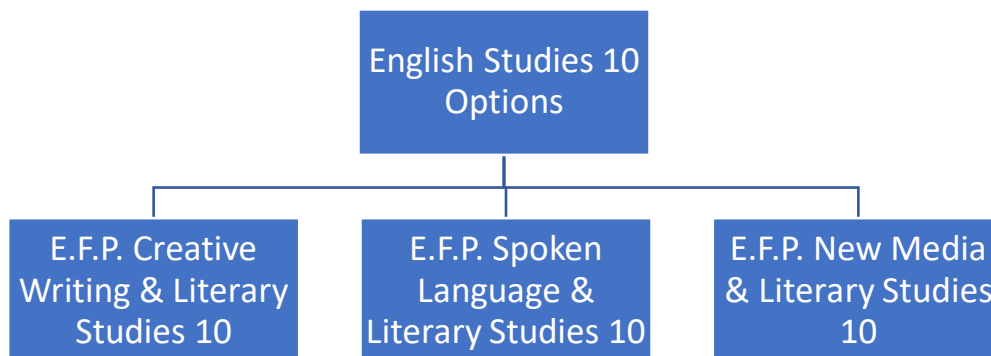 English Studies 10
Options
E.F.P. Creative
Writing & Literary
Studies 10
E.F.P. Spoken
Language &
Literary Studies 10
E.F.P. New Media
& Literary Studies
10